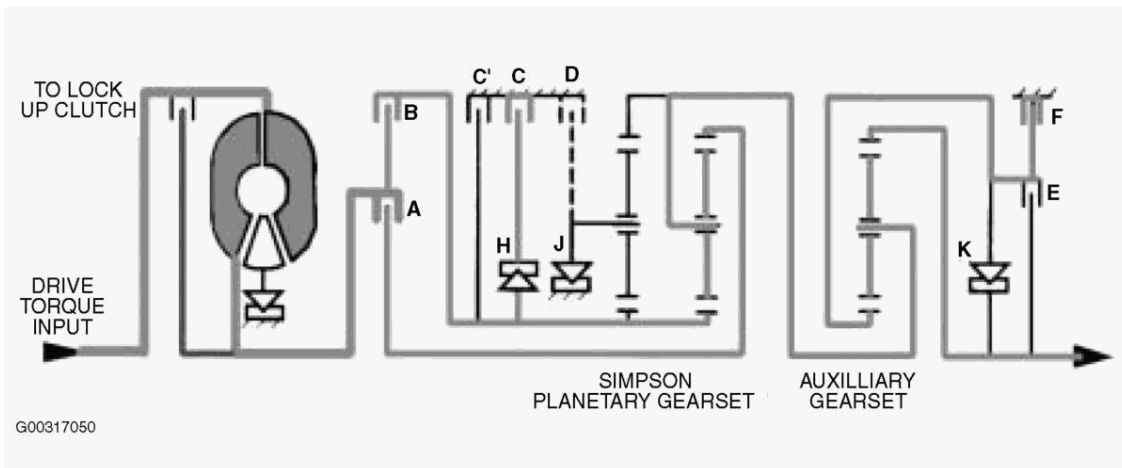 TO LOCK
UP CLUTCH
C'
C
D
B
A
F
E
H
J
K
DRIVE
TORQUE
INPUT
SIMPSON
PLANETARY GEARSET
AUXILLIARY
GEARSET
G00317050